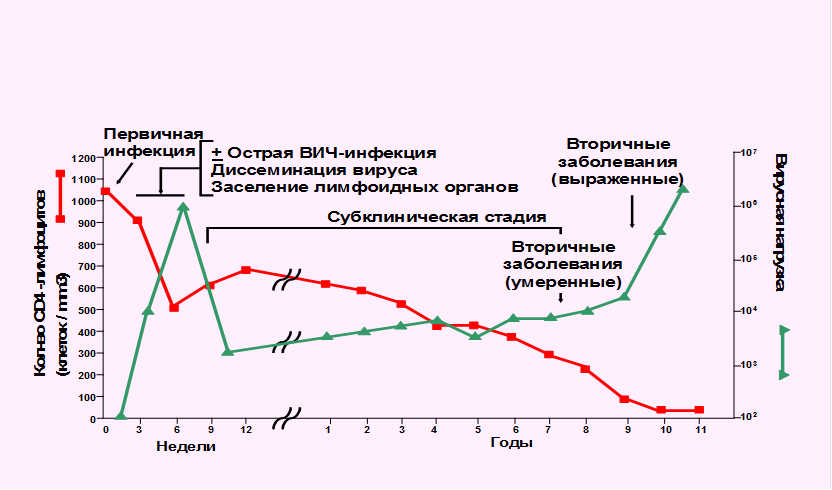 Первичная
инфекция
+ Острая ВИЧ-инфекция
Диссеминация вируса
Заселение лимфоидных органов
Субклиническая стадия
Вторичные
заболевания
(умеренные)
Вторичные
заболевания
(выраженные)
Кол-во CD4-лимфоцитов
(клеток / mm3)
1200
1100
1000
900
800
700
600
500
400
300
200
100
0
Вирусная нагрузка
10⁷
10⁶
10⁵
10⁴
10³
10²
0 3 6 9 12 1 2 3 4 5 6 7 8 9 10 11
Недели
Годы